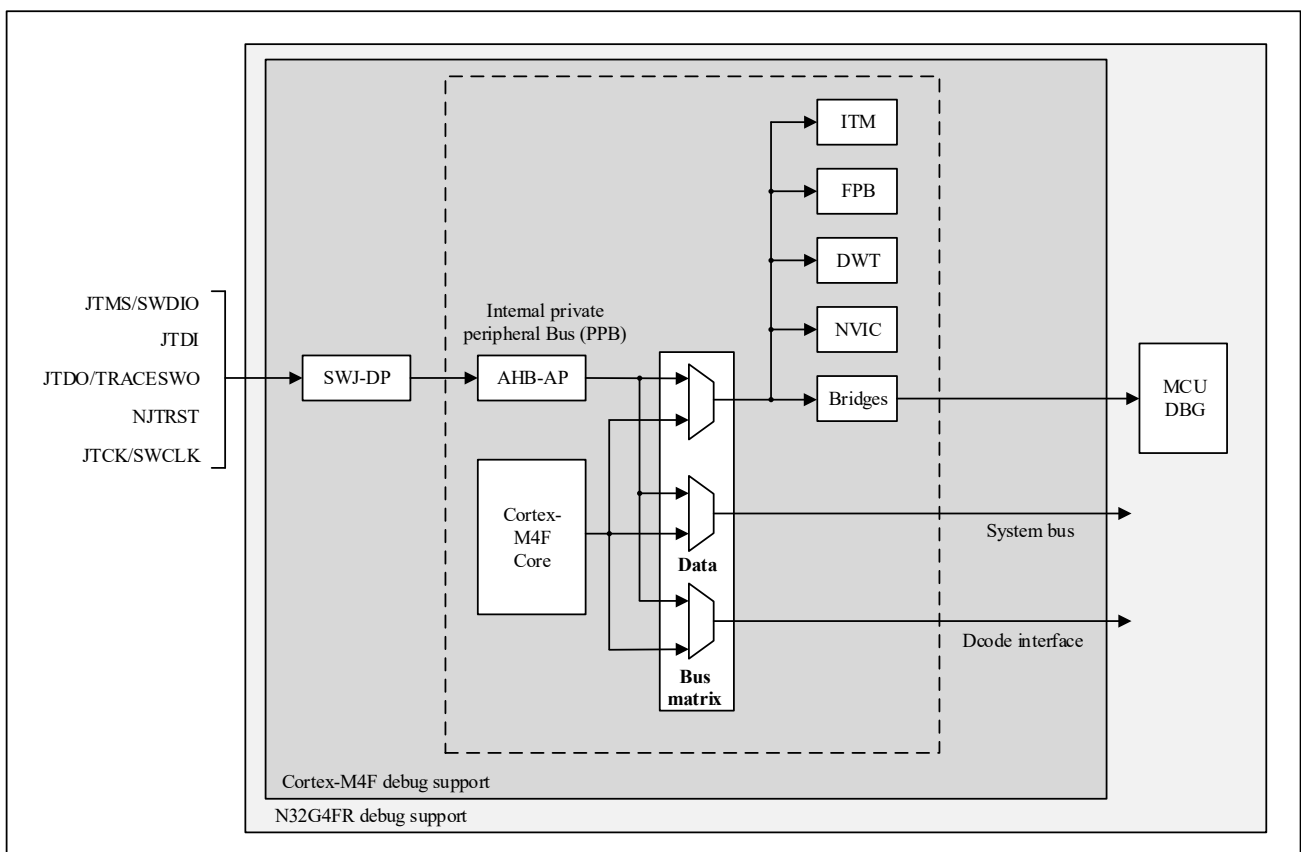 ITM
FPB
DWT
NVIC
Bridges
JTMS/SWDIO
JTDI
JTDO/TRACESWO
NJTRST
JTCK/SWCLK
SWJ-DP
Internal private
peripheral Bus (PPB)
AHB-AP
Cortex-
M4F
Core
Data
Bus
matrix
MCU
DBG
System bus
Dcode interface
Cortex-M4F debug support
N32G4FR debug support